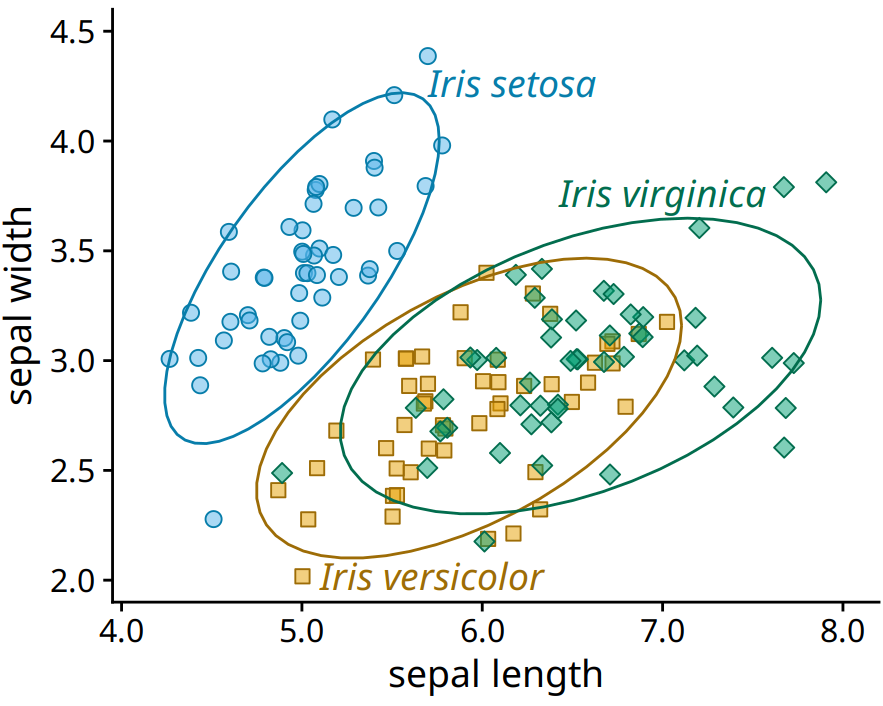 4.5
Iris setosa
4.0
Iris virginica
3.5
sepal width
3.0
2.5
2.0
Iris versicolor
4.0 5.0 6.0 7.0 8.0
sepal length